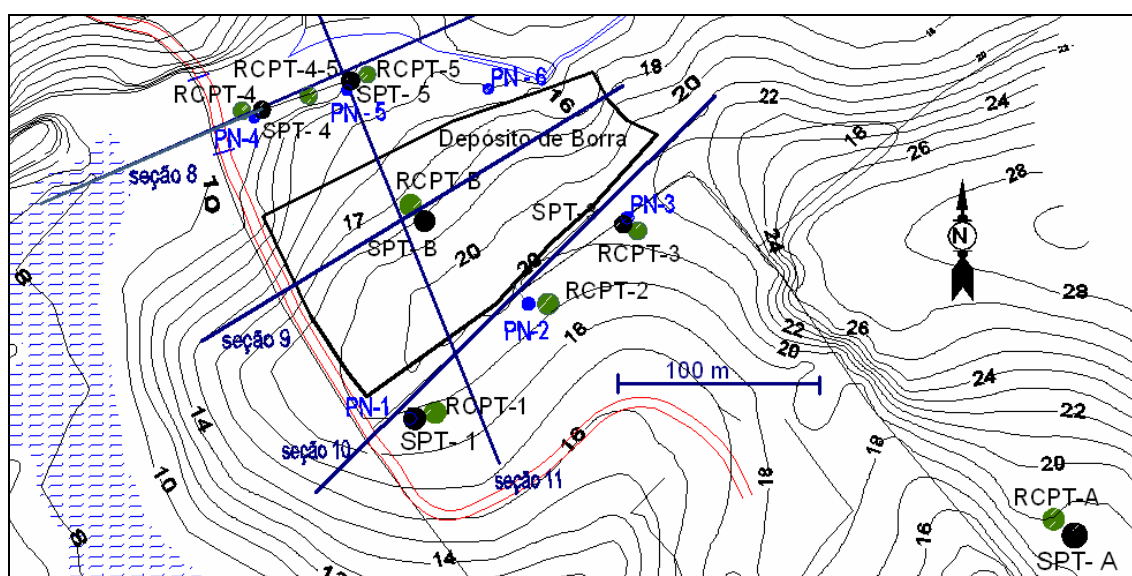 18
20
16
22
24
26
28
18
RCPT-4-5
RCPT-5
PN - 6
RCPT-4
SPT- 5
PN - 5
SPT- 4
PN-4
Depósito de Borra
seção 8
10
RCPT-B
17
SPT- B
20
SPT-3
PN-3
RCPT-3
24
N
8
20
RCPT-2
PN-2
18
28
26
22
20
seção 9
100 m
24
22
PN-1
RCPT-1
SPT- 1
14
seção 10
16
18
seção 11
10
18
20
8
14
16
RCPT-A
SPT- A